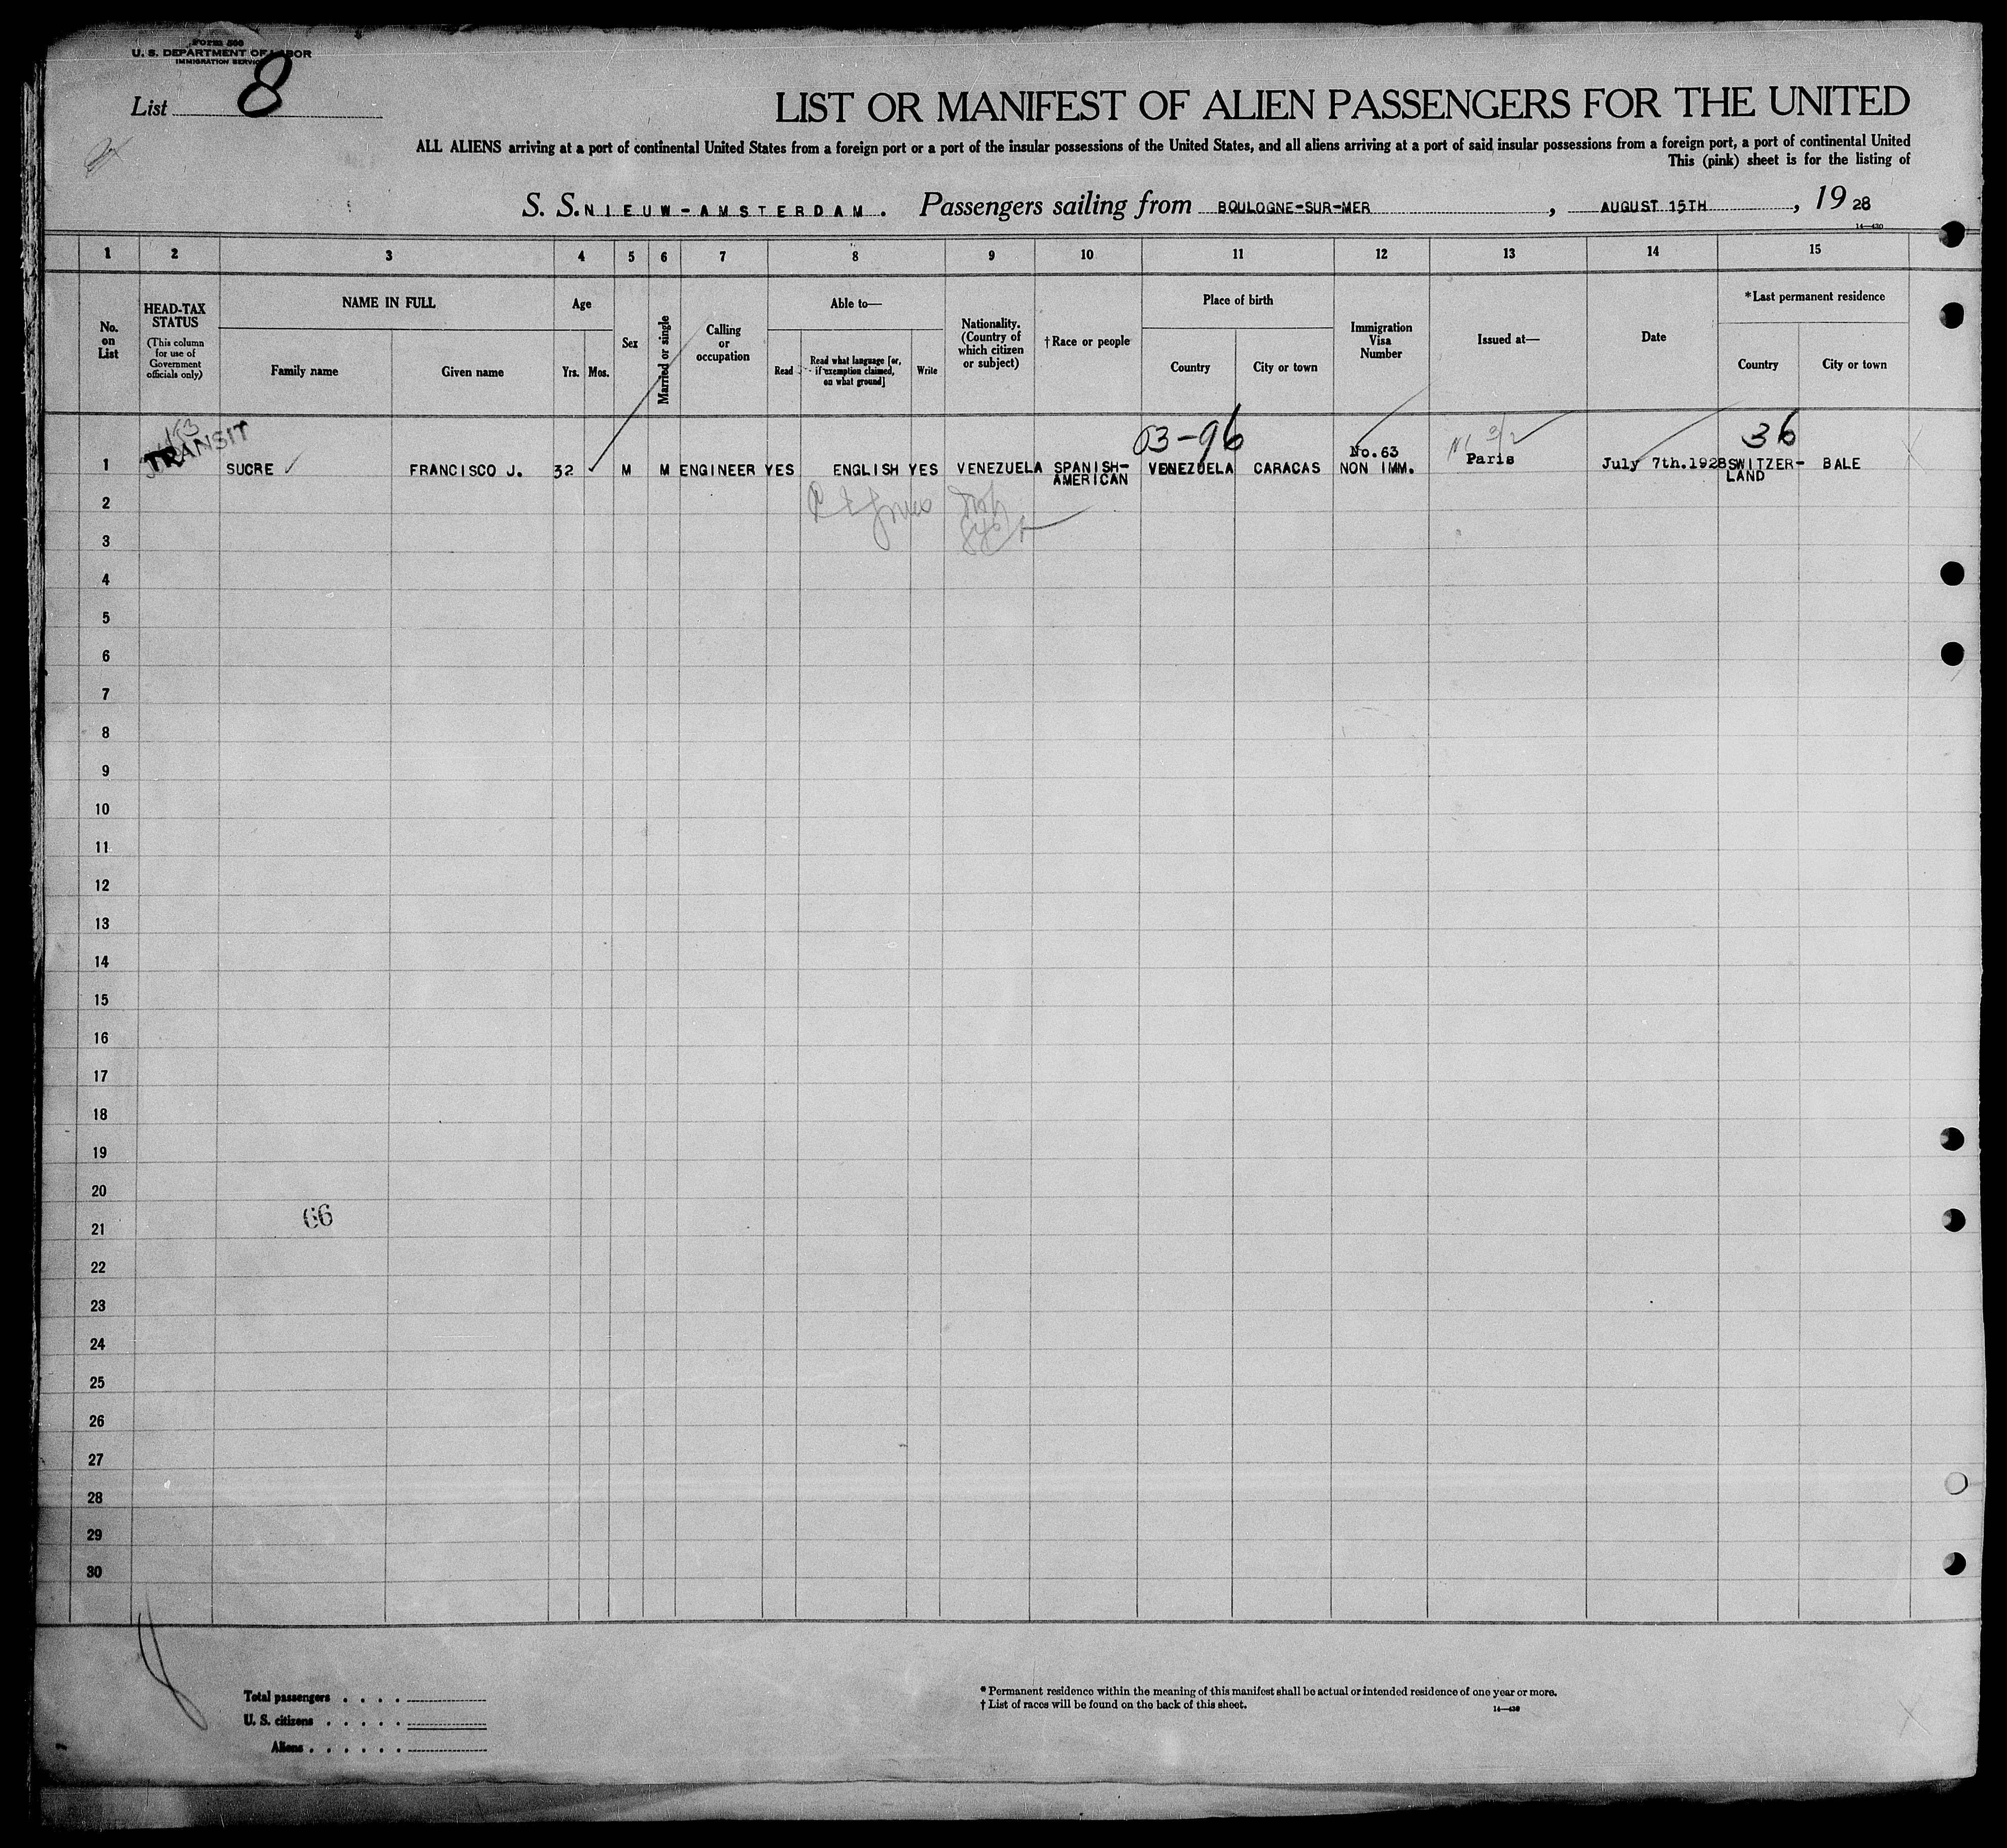 Form 500
U. S. DEPARTMENT OF LABOR
IMMIGRATION SERVICE
List 8
LIST OR MANIFEST OF ALIEN PASSENGERS FOR THE UNITED
ALL ALIENS arriving at a port of continental United States from a foreign port or a port of the insular possessions of the United States, and all aliens arriving at a port of said insular possessions from a foreign port, a port of continental United
This (pink) sheet is for the listing of
S. S. NIEUW-AMSTERDAM. Passengers sailing from BOULOGNE-SUR-MER, AUGUST 15TH, 1928
14—430
1 2 3 4 5 6 7 8 9 10 11 12 13 14 15
No. on List
HEAD-TAX STATUS
(This column for use of Government officials only)
NAME IN FULL
Family name
Given name
Age
Yrs. Mos.
Sex
Married or single
Calling or occupation
Able to—
Read
Read what language [or, if exemption claimed, on what ground]
Write
Nationality. (Country of which citizen or subject)
†Race or people
Place of birth
Country
City or town
Immigration Visa Number
Issued at—
Date
*Last permanent residence
Country
City or town
03-96
36
1 TRANSIT SUCRE FRANCISCO J. 32 M M ENGINEER YES ENGLISH YES VENEZUELA SPANISH-AMERICAN VENEZUELA CARACAS No.63 NON IMM. Paris July 7th.1928 SWITZER-LAND BALE
2
3
4
5
6
7
8
9
10
11
12
13
14
15
16
17
18
19
20
66
21
22
23
24
25
26
27
28
29
30
Total passengers . . . .
U. S. citizens . . . . .
Aliens . . . . . .
* Permanent residence within the meaning of this manifest shall be actual or intended residence of one year or more.
† List of races will be found on the back of this sheet.
14—430